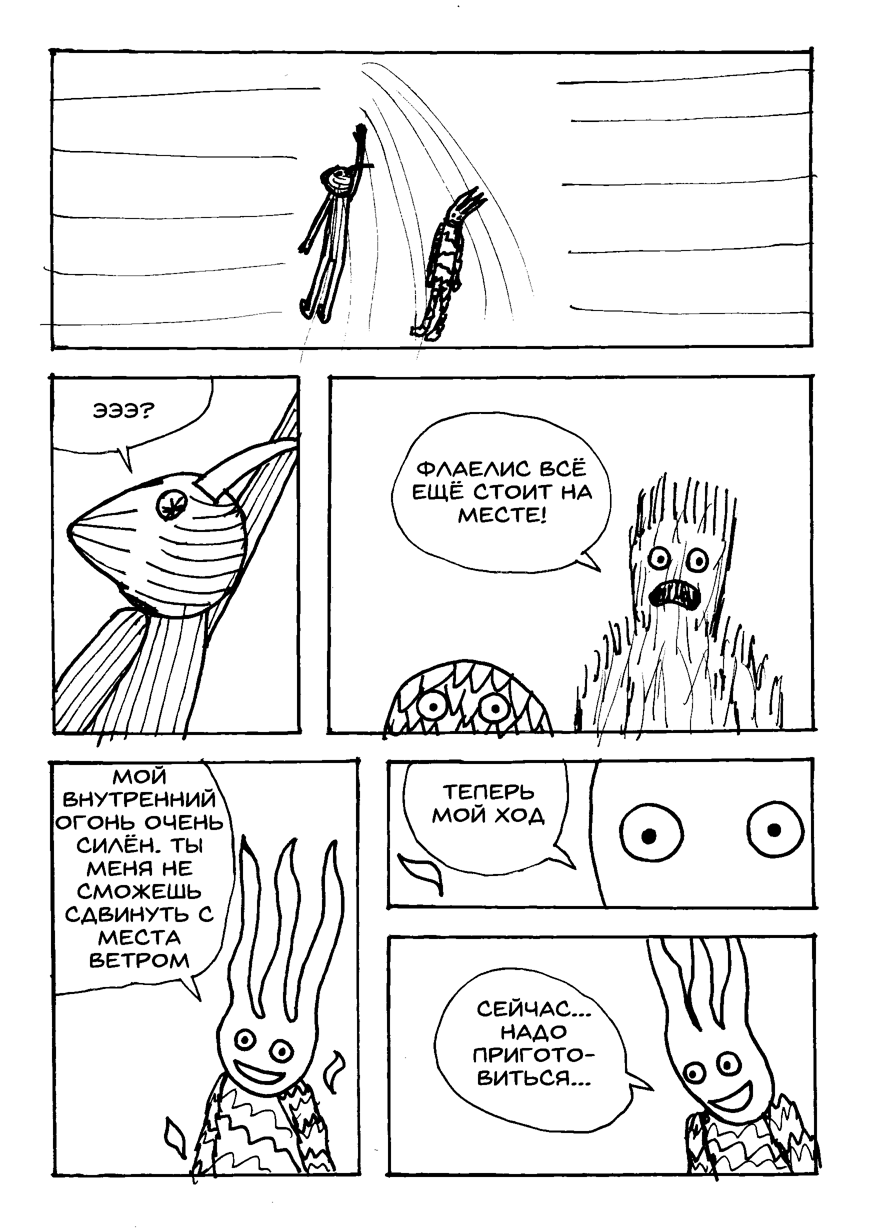 ЭЭЭ?
ФЛАЕЛИС ВСЁ
ЕЩЁ СТОИТ НА
МЕСТЕ!
МОЙ
ВНУТРЕННИЙ
ОГОНЬ ОЧЕНЬ
СИЛЁН. ТЫ
МЕНЯ НЕ
СМОЖЕШЬ
СДВИНУТЬ С
МЕСТА
ВЕТРОМ
ТЕПЕРЬ
МОЙ ХОД
СЕЙЧАС...
НАДО
ПРИГОТО-
ВИТЬСЯ...